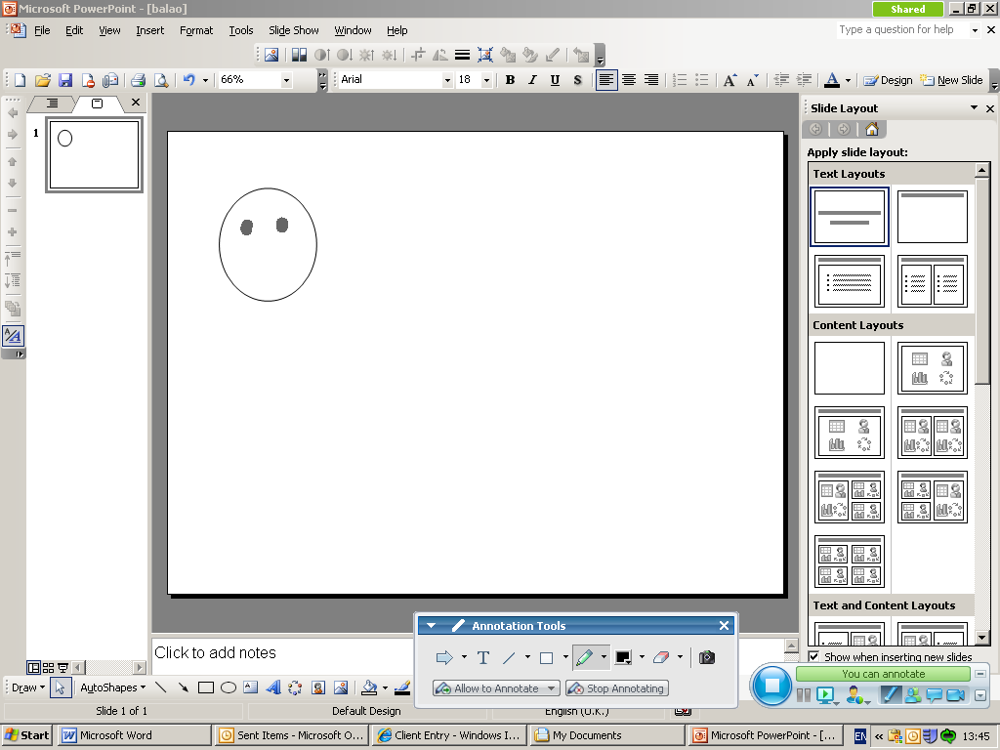 Microsoft PowerPoint - [balao]
Shared
File Edit View Insert Format Tools Slide Show Window Help
Type a question for help
66%
Arial
18
B I U S
A A
A
Design
New Slide
1
Slide Layout
Apply slide layout:
Text Layouts
Content Layouts
Text and Content Layouts
Show when inserting new slides
Click to add notes
Annotation Tools
T
Allow to Annotate
Stop Annotating
You can annotate
Draw
AutoShapes
A
Slide 1 of 1
Default Design
English (U.K.)
Start
Microsoft Word
Sent Items - Microsoft O...
Client Entry - Windows I...
My Documents
Microsoft PowerPoint - [...
EN
«
13:45